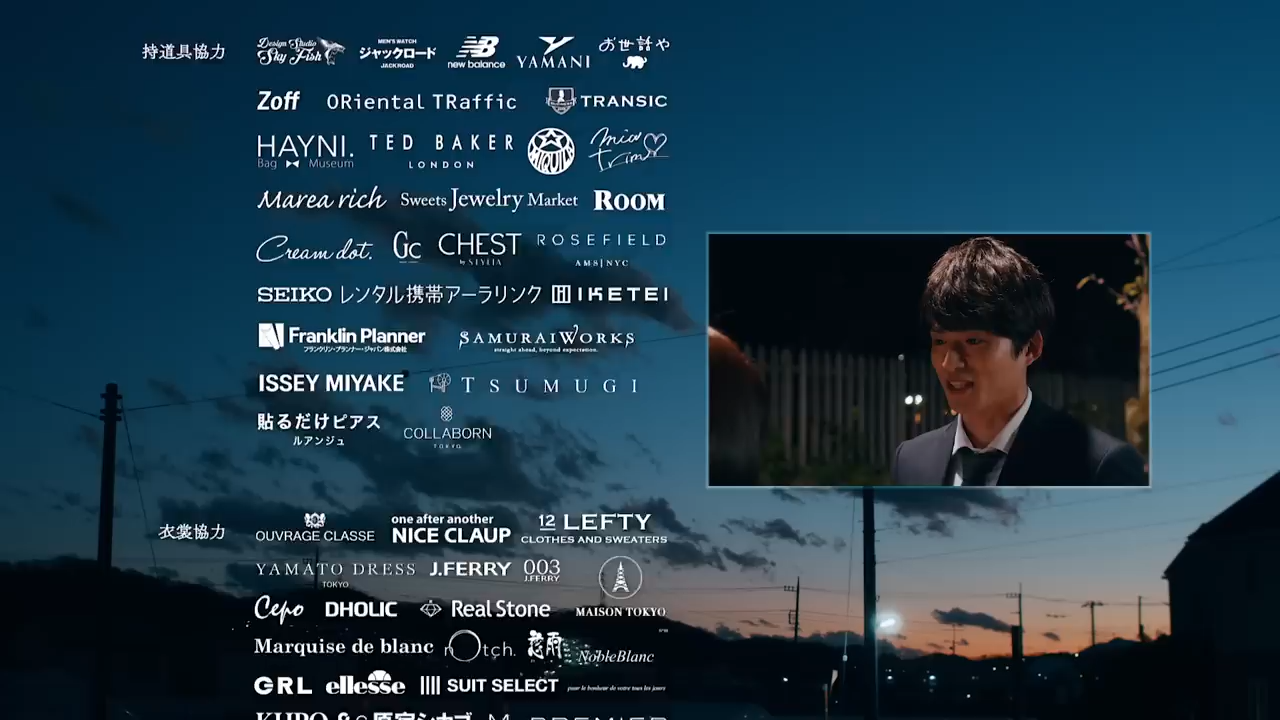 持道具協力
Design Studio Sky Fish MEN'S WATCH ジャックロード JACKROAD new balance YAMANI お世話や
Zoff ORiental TRaffic TRANSIC
HAYNI. Bag Museum TED BAKER LONDON MIQUITA mia trim
Marea rich Sweets Jewelry Market ROOM
Cream dot. Gc CHEST by STYLIA ROSEFIELD AMS|NYC
SEIKO レンタル携帯アーラリンク IKETEI
Franklin Planner フランクリン・プランナー・ジャパン株式会社 SAMURAIWORKS straight ahead, beyond expectation.
ISSEY MIYAKE TSUMUGI
貼るだけピアス ルアンジュ COLLABORN TOKYO
衣裳協力
OUVRAGE CLASSE one after another NICE CLAUP 12 LEFTY CLOTHES AND SWEATERS
YAMATO DRESS TOKYO J.FERRY 003 J.FERRY
Cepo DHOLIC Real Stone MAISON TOKYO
Marquise de blanc nOtch. NobleBlanc
GRL ellesse SUIT SELECT pour le bonheur de votre tous les jours